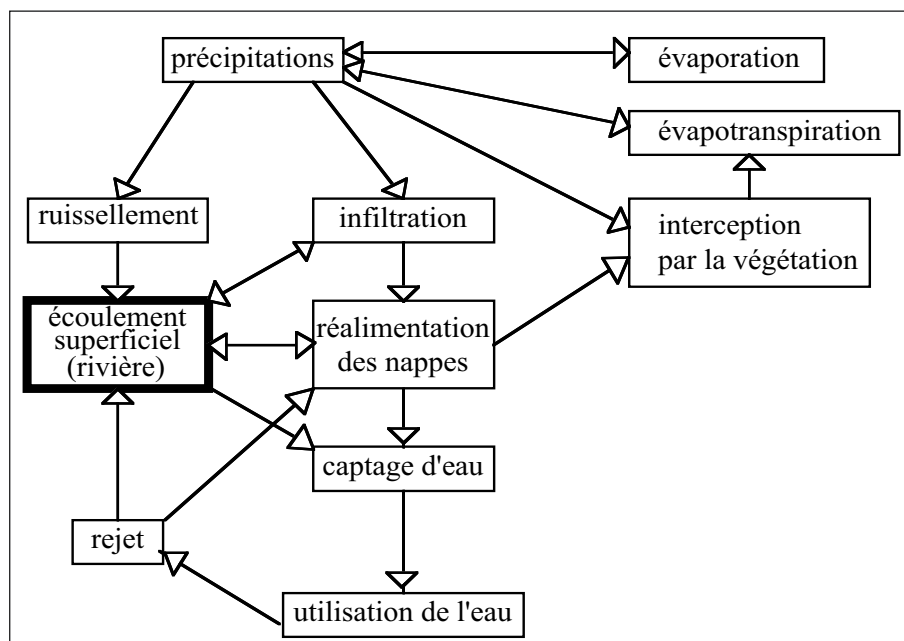 précipitations
évaporation
évapotranspiration
ruissellement
infiltration
interception
par la végétation
écoulement
superficiel
(rivière)
réalimentation
des nappes
captage d'eau
rejet
utilisation de l'eau